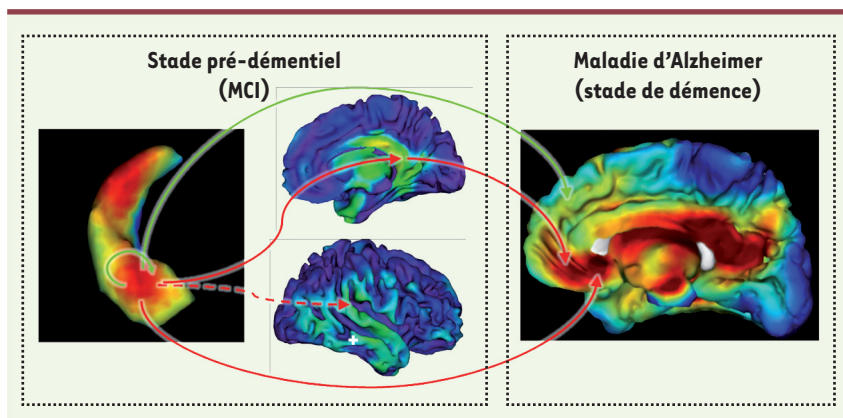 Stade pré-démentiel
(MCI)
Maladie d'Alzheimer
(stade de démence)